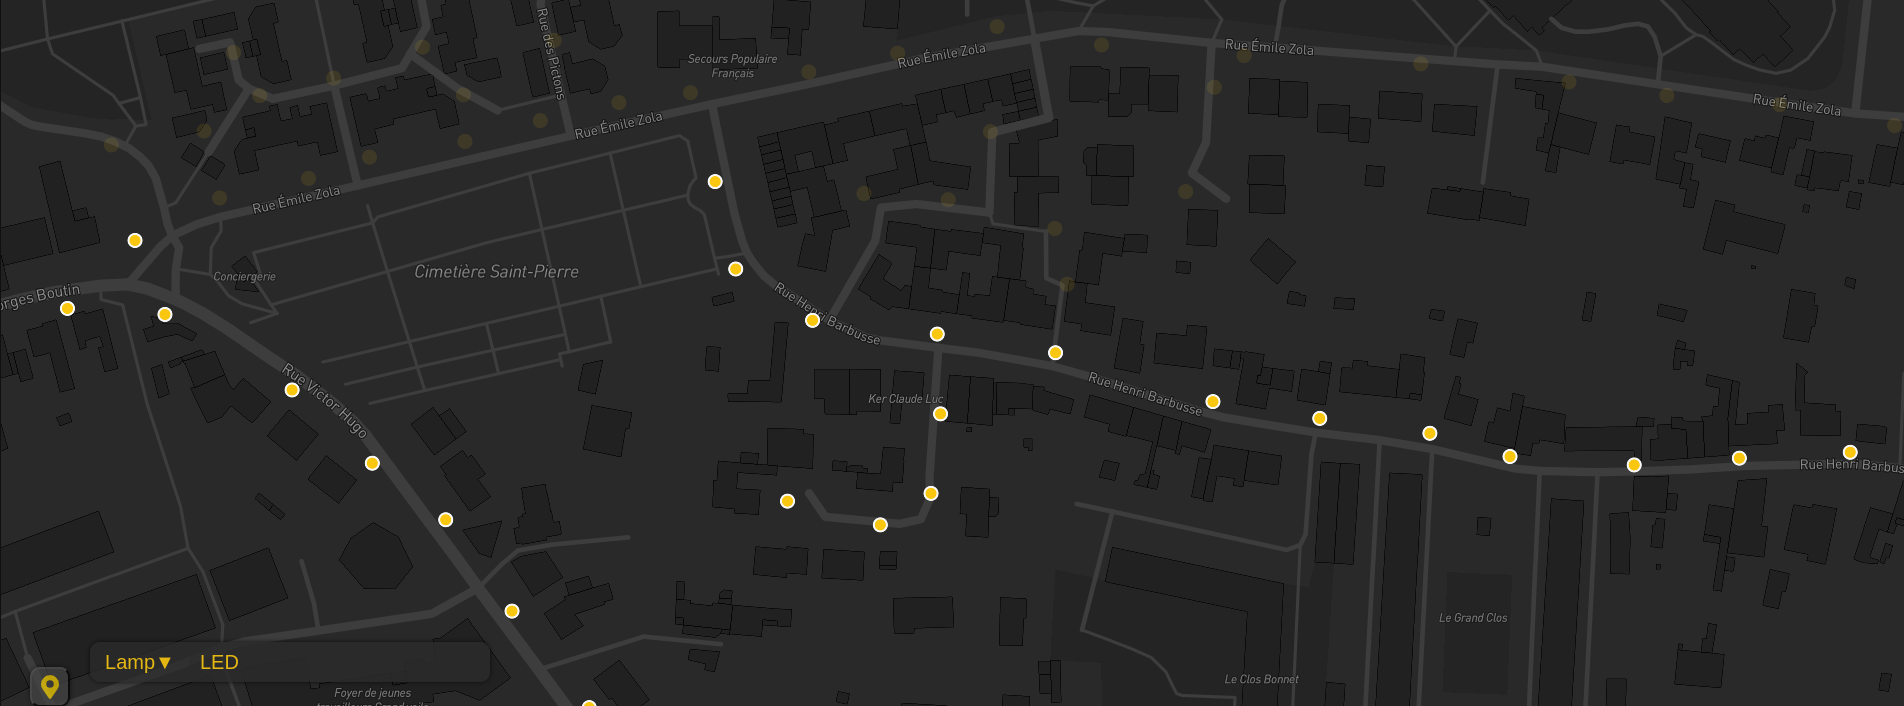 Rue des Pictons
Secours Populaire
Français
Rue Émile Zola
Rue Émile Zola
Rue Émile Zola
Rue Émile Zola
Rue Émile Zola
Conciergerie
Cimetière Saint-Pierre
orges Boutin
Rue Henri Barbusse
Rue Victor Hugo
Ker Claude Luc
Rue Henri Barbusse
Rue Henri Barbus
Le Grand Clos
Lamp▼ LED
Le Clos Bonnet
Foyer de jeunes